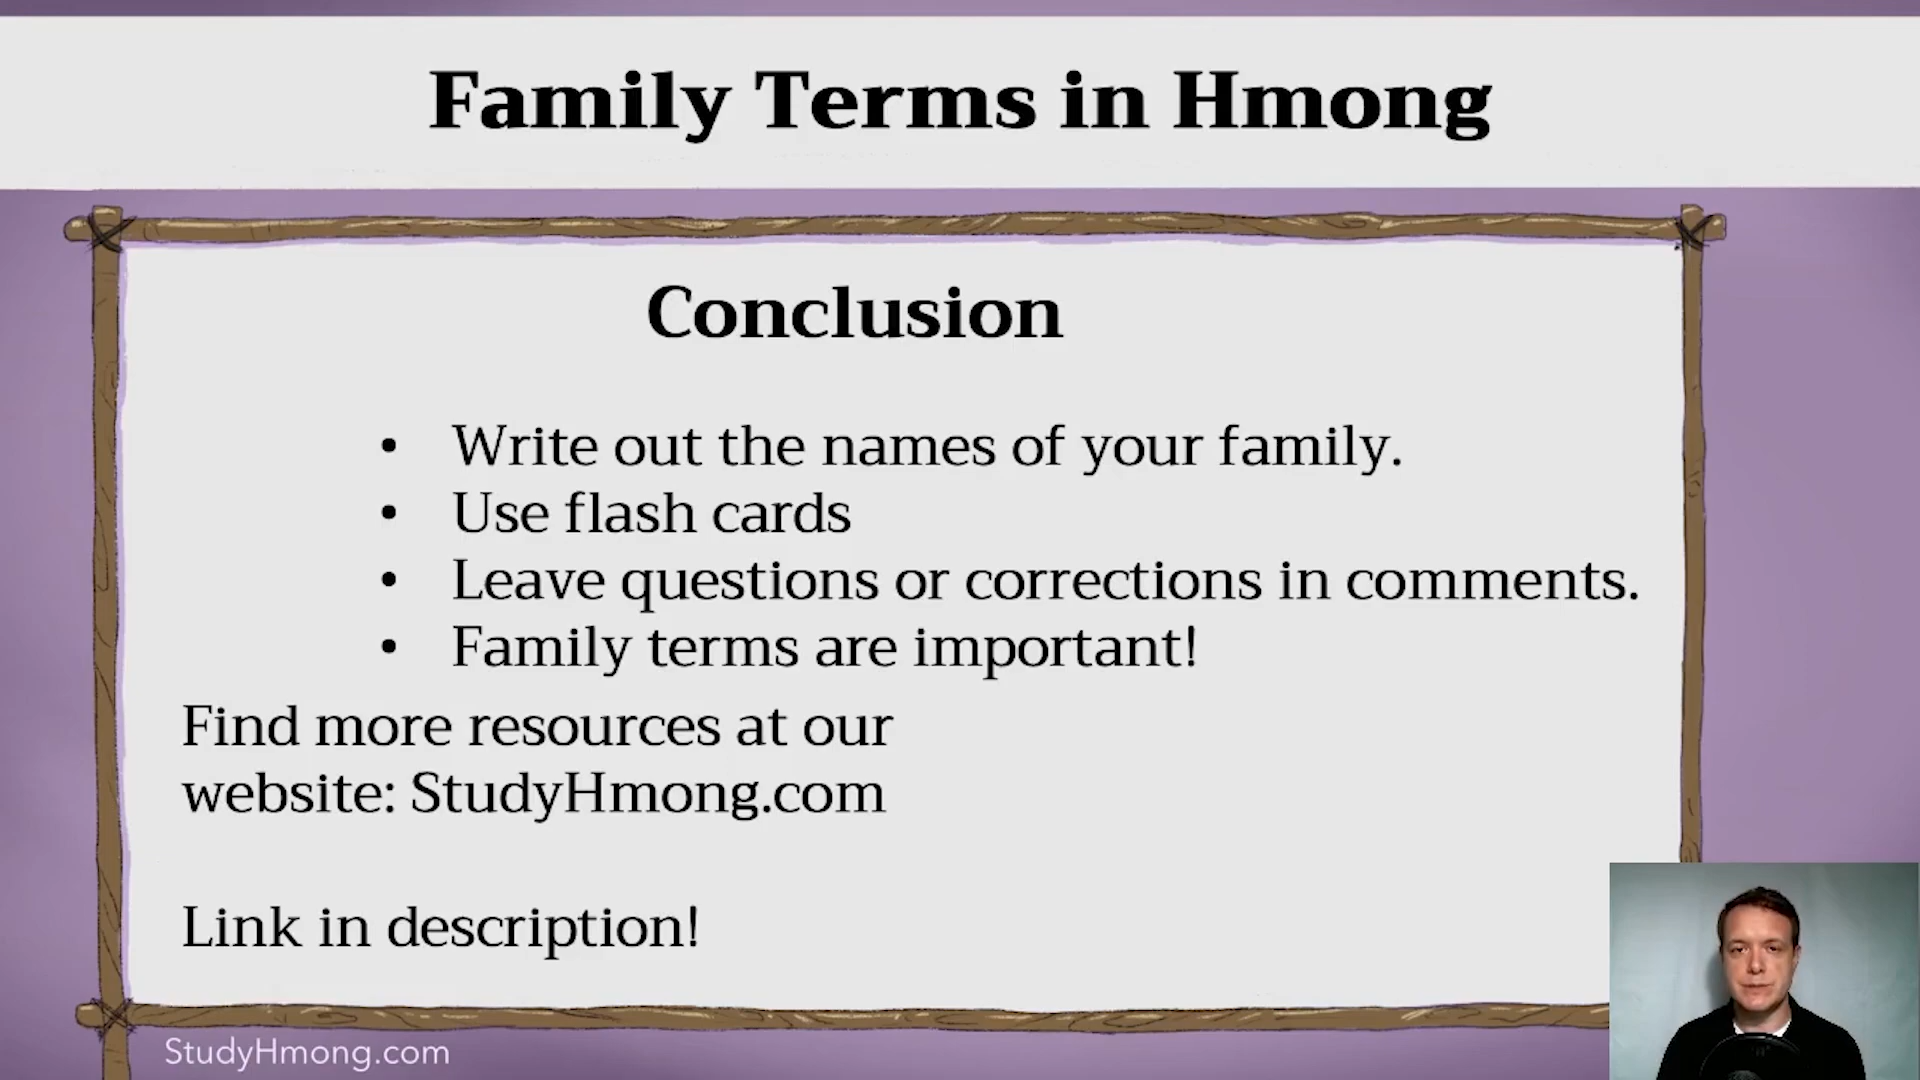 Family Terms in Hmong
Conclusion
• Write out the names of your family.
• Use flash cards
• Leave questions or corrections in comments.
• Family terms are important!
Find more resources at our
website: StudyHmong.com
Link in description!
StudyHmong.com